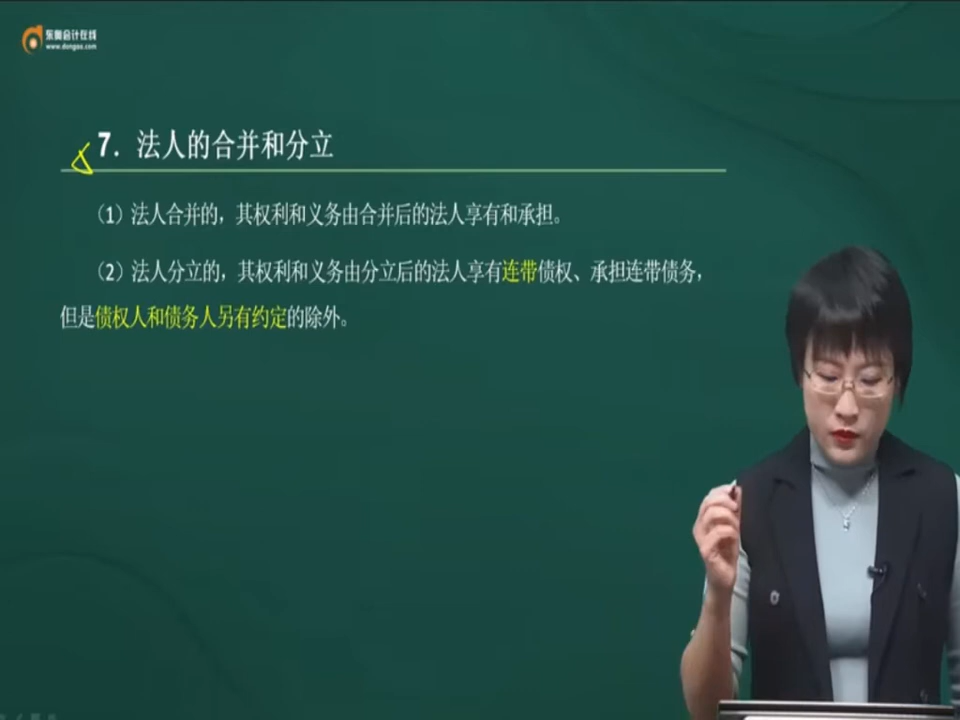 东奥会计在线
www.dongao.com
7. 法人的合并和分立
（1）法人合并的，其权利和义务由合并后的法人享有和承担。
（2）法人分立的，其权利和义务由分立后的法人享有连带债权、承担连带债务，
但是债权人和债务人另有约定的除外。